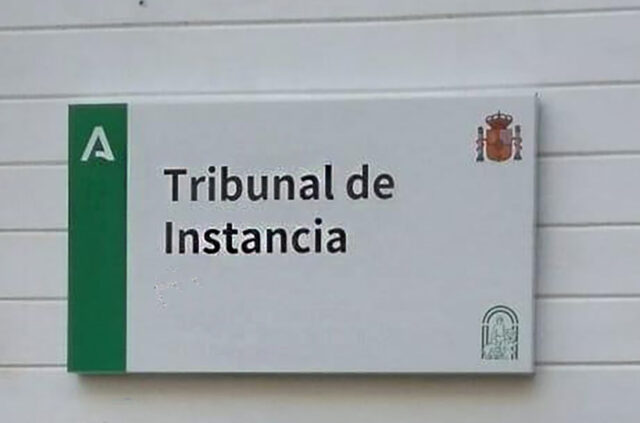 A
Tribunal de
Instancia